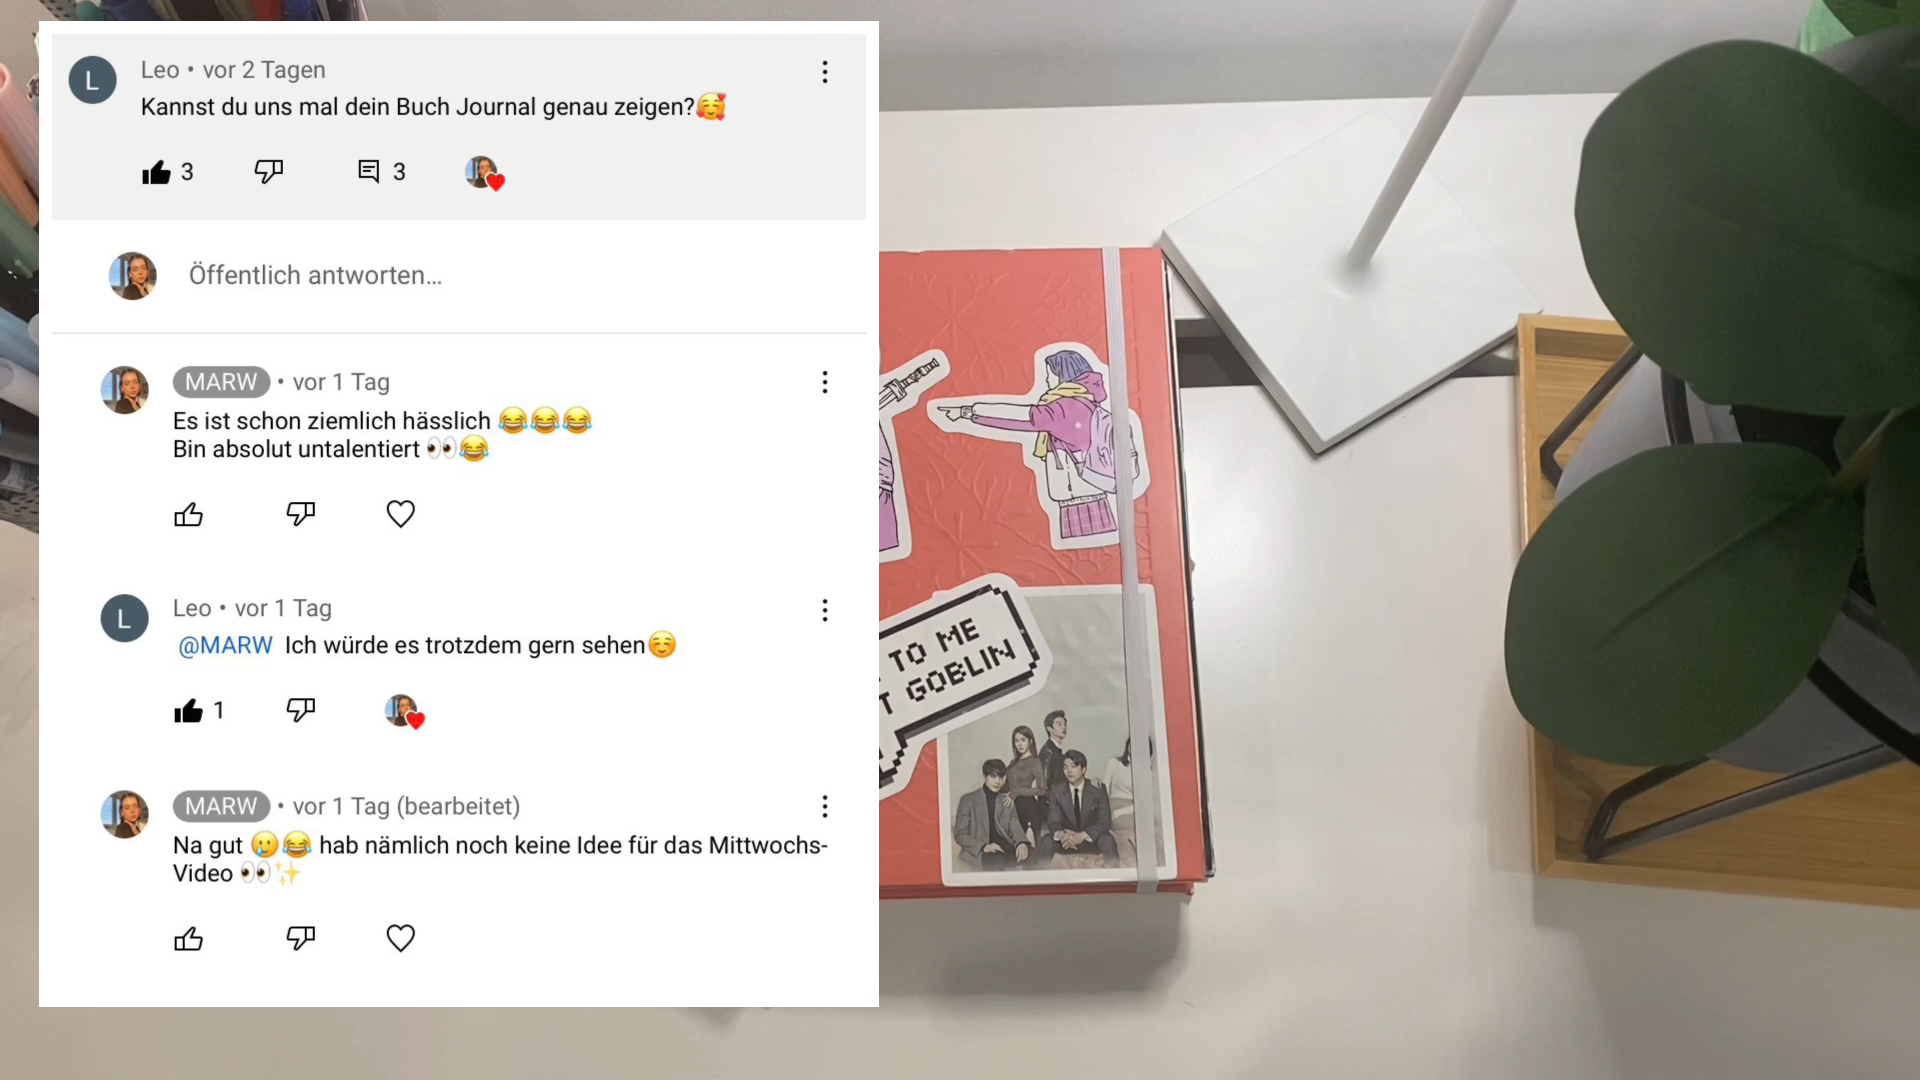 L
Leo • vor 2 Tagen
Kannst du uns mal dein Buch Journal genau zeigen?🥰
3
3
Öffentlich antworten...
MARW • vor 1 Tag
Es ist schon ziemlich hässlich 😂😂😂
Bin absolut untalentiert 👀😂
L
Leo • vor 1 Tag
@MARW Ich würde es trotzdem gern sehen☺️
1
MARW • vor 1 Tag (bearbeitet)
Na gut 🥲😂 hab nämlich noch keine Idee für das Mittwochs-
Video 👀✨
TO ME
T GOBLIN